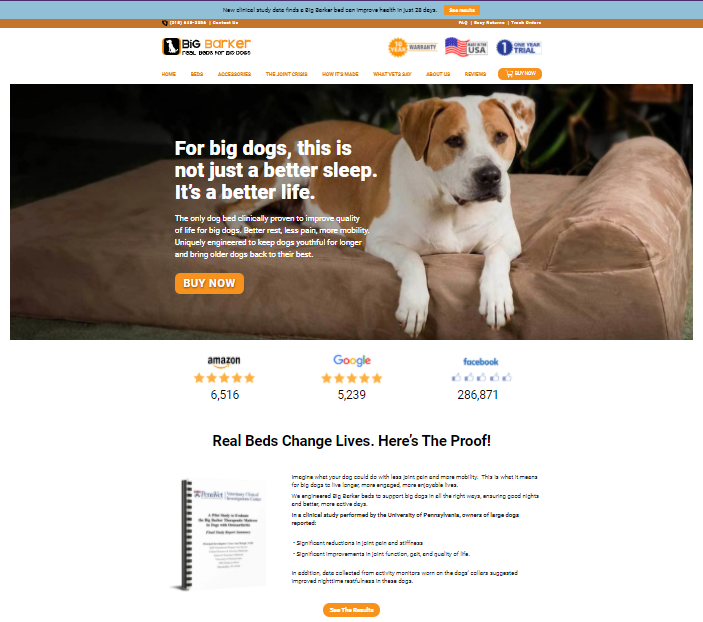 New clinical study data finds a Big Barker bed can improve health in just 28 days. See results
Contact Us
FAQ | Easy Returns | Track Orders
BIG BARKER
REAL BEDS FOR BIG DOGS
10 YEAR WARRANTY
MADE IN THE USA
1 ONE YEAR TRIAL
HOME BEDS ACCESSORIES THE JOINT CRISIS HOW IT'S MADE WHAT VETS SAY ABOUT US REVIEWS BUY NOW
For big dogs, this is
not just a better sleep.
It's a better life.
The only dog bed clinically proven to improve quality
of life for big dogs. Better rest, less pain, more mobility.
Uniquely engineered to keep dogs youthful for longer
and bring older dogs back to their best.
BUY NOW
amazon Google facebook
6,516 5,239 286,871
Real Beds Change Lives. Here's The Proof!
PennVet | Veterinary Clinical
Investigations Center
A Pilot Study to Evaluate
the Big Barker Therapeutic Mattress
in Dogs with Osteoarthritis
Final Study Report Summary
Imagine what your dog could do with less joint pain and more mobility. This is what it means
for big dogs to live longer, more engaged, more enjoyable lives.
We engineered Big Barker beds to support big dogs in all the right ways, ensuring good nights
and better, more active days.
In a clinical study performed by the University of Pennsylvania, owners of large dogs
reported:
- Significant reductions in joint pain and stiffness
- Significant improvements in joint function, gait, and quality of life.
In addition, data collected from activity monitors worn on the dogs' collars suggested
improved nighttime restfulness in these dogs.
See The Results